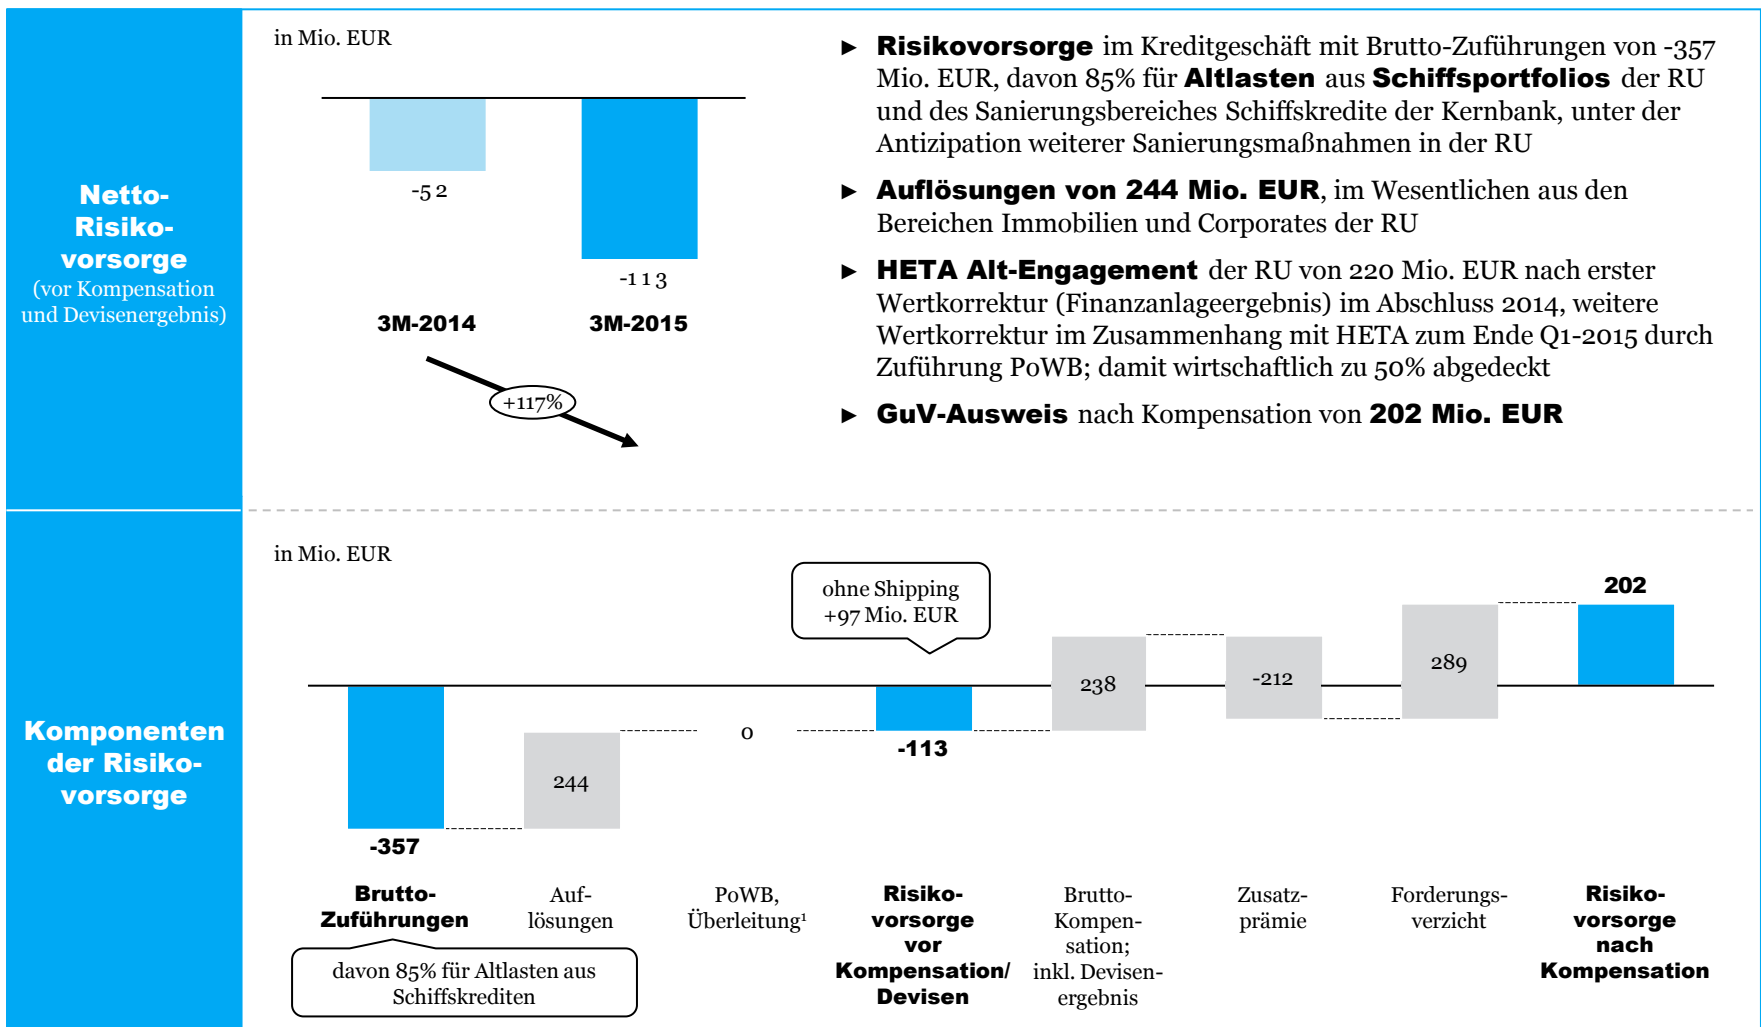 Netto-
Risiko-
vorsorge
(vor Kompensation
und Devisenergebnis)
in Mio. EUR
-52
-113
3M-2014
3M-2015
+117%
► Risikovorsorge im Kreditgeschäft mit Brutto-Zuführungen von -357
Mio. EUR, davon 85% für Altlasten aus Schiffsportfolios der RU
und des Sanierungsbereiches Schiffskredite der Kernbank, unter der
Antizipation weiterer Sanierungsmaßnahmen in der RU
► Auflösungen von 244 Mio. EUR, im Wesentlichen aus den
Bereichen Immobilien und Corporates der RU
► HETA Alt-Engagement der RU von 220 Mio. EUR nach erster
Wertkorrektur (Finanzanlageergebnis) im Abschluss 2014, weitere
Wertkorrektur im Zusammenhang mit HETA zum Ende Q1-2015 durch
Zuführung PoWB; damit wirtschaftlich zu 50% abgedeckt
► GuV-Ausweis nach Kompensation von 202 Mio. EUR
Komponenten
der Risiko-
vorsorge
in Mio. EUR
ohne Shipping
+97 Mio. EUR
-357
244
0
-113
238
-212
289
202
Brutto-
Zuführungen
Auf-
lösungen
PoWB,
Überleitung¹
Risiko-
vorsorge
vor
Kompensation/
Devisen
Brutto-
Kompen-
sation;
inkl. Devisen-
ergebnis
Zusatz-
prämie
Forderungs-
verzicht
Risiko-
vorsorge
nach
Kompensation
davon 85% für Altlasten aus
Schiffskrediten